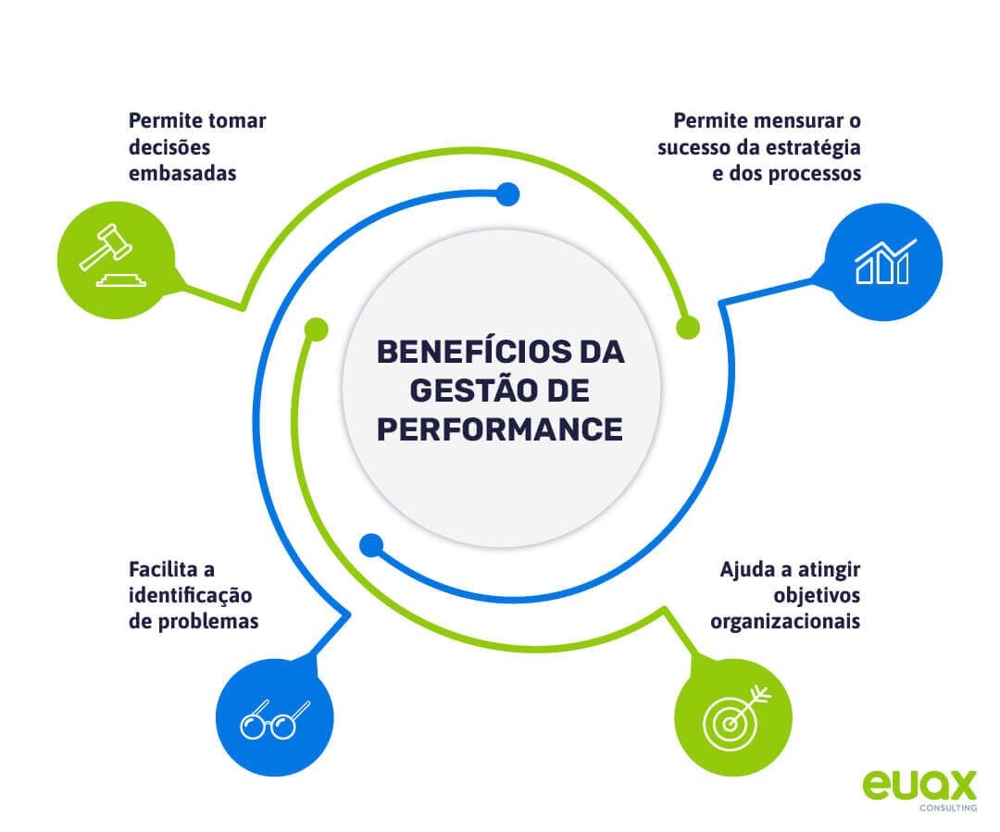 Permite tomar
decisões
embasadas
Permite mensurar o
sucesso da estratégia
e dos processos
BENEFÍCIOS DA
GESTÃO DE
PERFORMANCE
Facilita a
identificação
de problemas
Ajuda a atingir
objetivos
organizacionais
euax
CONSULTING